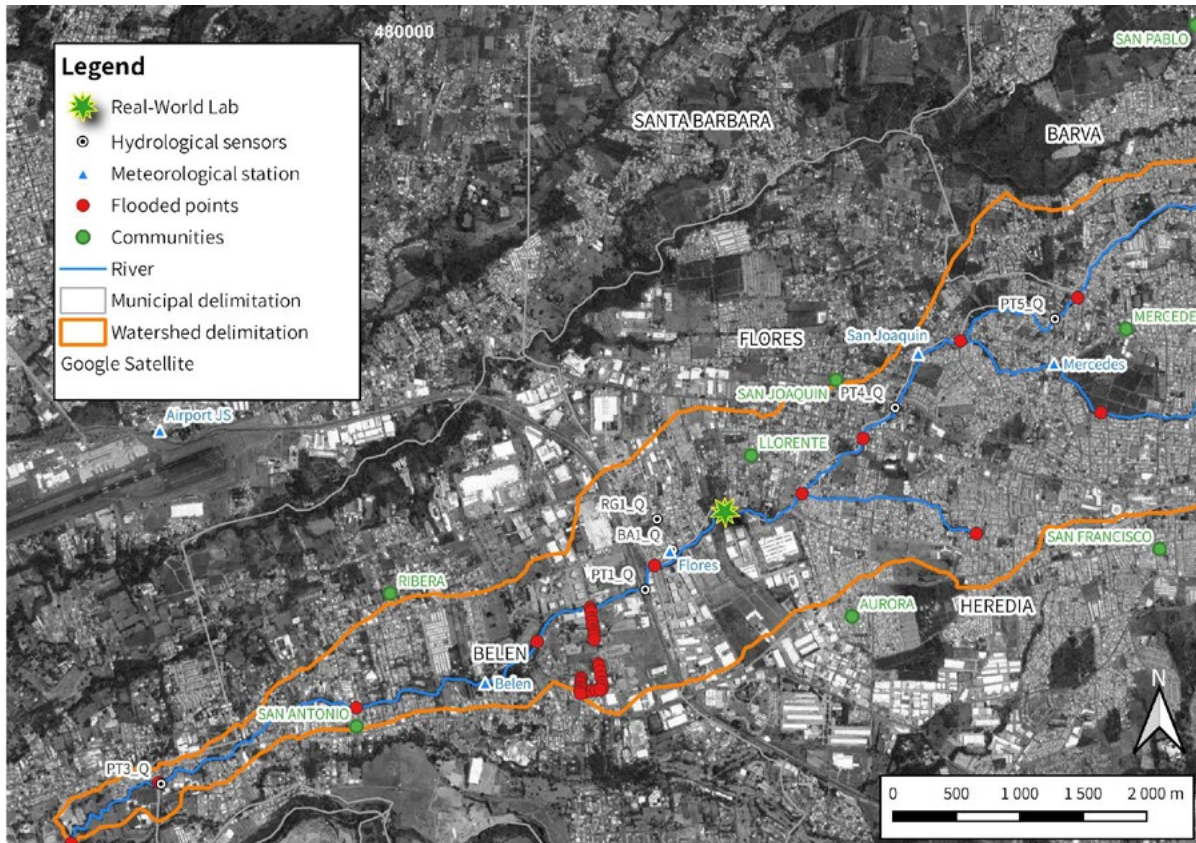 480000
SAN PABLO
Legend
Real-World Lab
Hydrological sensors
Meteorological station
Flooded points
Communities
River
Municipal delimitation
Watershed delimitation
Google Satellite
SANTA BARBARA
BARVA
PT5_Q
MERCEDE
FLORES
San Joaquin
Mercedes
SAN JOAQUIN
PT4_Q
Airport JS
LLORENTE
RG1_Q
BA1_Q
Flores
PT1_Q
SAN FRANCISCO
RIBERA
HEREDIA
AURORA
BELEN
Belen
SAN ANTONIO
PT3_Q
N
0 500 1 000 1 500 2 000 m